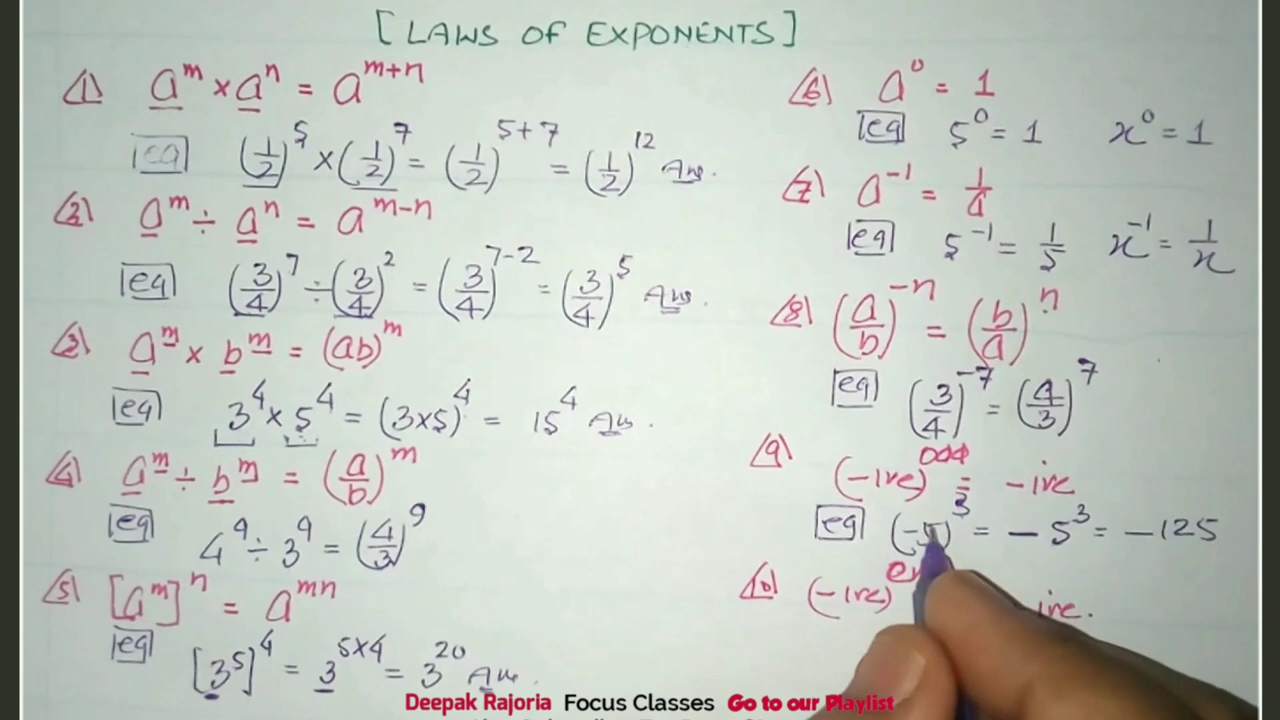 [LAWS OF EXPONENTS]
(1) a^m × a^n = a^(m+n)
eg (1/2)^5 × (1/2)^7 = (1/2)^(5+7) = (1/2)^12 Ans.
(2) a^m ÷ a^n = a^(m-n)
eg (3/4)^7 ÷ (3/4)^2 = (3/4)^(7-2) = (3/4)^5 Ans.
(3) a^m × b^m = (ab)^m
eg 3^4 × 5^4 = (3×5)^4 = 15^4 Ans.
(4) a^m ÷ b^m = (a/b)^m
eg 4^9 ÷ 3^9 = (4/3)^9
(5) [a^m]^n = a^(mn)
eg [3^5]^4 = 3^(5×4) = 3^20 Ans.
(6) a^0 = 1
eg 5^0 = 1 x^0 = 1
(7) a^-1 = 1/a
eg 5^-1 = 1/5 x^-1 = 1/x
(8) (a/b)^-n = (b/a)^n
eg (3/4)^-7 = (4/3)^7
(9) (-ive)^odd = -ive
eg (-5)^3 = -5^3 = -125
(10) (-ive) ive.
Deepak Rajoria Focus Classes Go to our Playlist